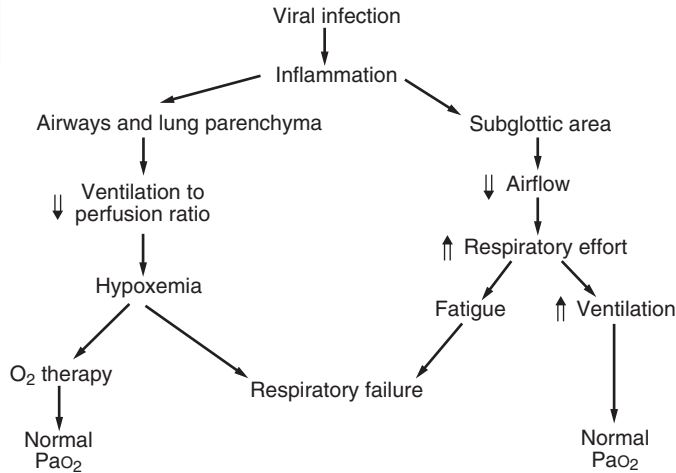 Viral infection
Inflammation
Airways and lung parenchyma
Subglottic area
⇓ Ventilation to
perfusion ratio
⇓ Airflow
⇑ Respiratory effort
Hypoxemia
Fatigue
⇑ Ventilation
O₂ therapy
Respiratory failure
Normal
PaO₂
Normal
PaO₂